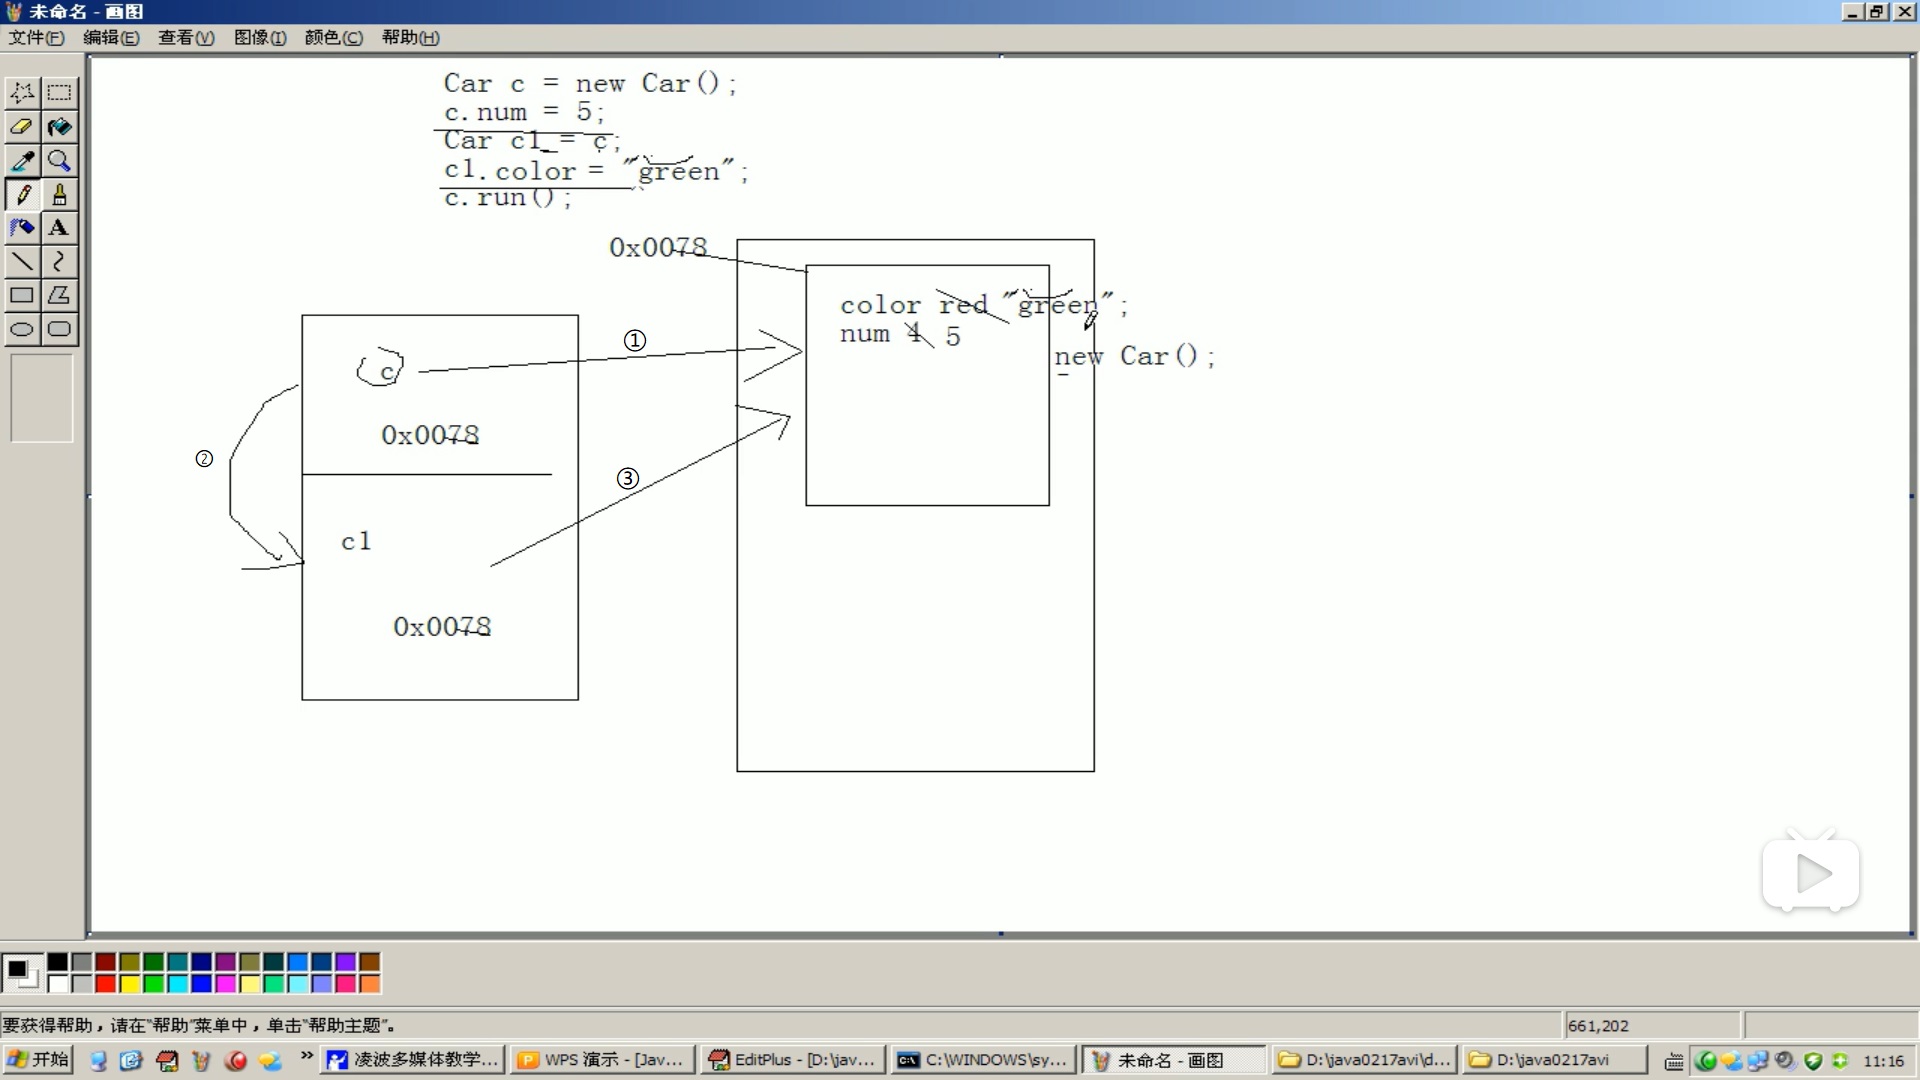 未命名 - 画图
文件(F) 编辑(E) 查看(V) 图像(I) 颜色(C) 帮助(H)
Car c = new Car();
c.num = 5;
Car c1 = c;
c1.color = "green";
c.run();
0x0078
color red "green";
num 4 5
new Car();
①
c
0x0078
②
③
c1
0x0078
要获得帮助，请在“帮助”菜单中，单击“帮助主题”。
661,202
开始 » 凌波多媒体教学... WPS 演示 - [Jav... EditPlus - [D:\jav... C:\WINDOWS\sy... 未命名 - 画图 D:\java0217avi\d... D:\java0217avi 11:16